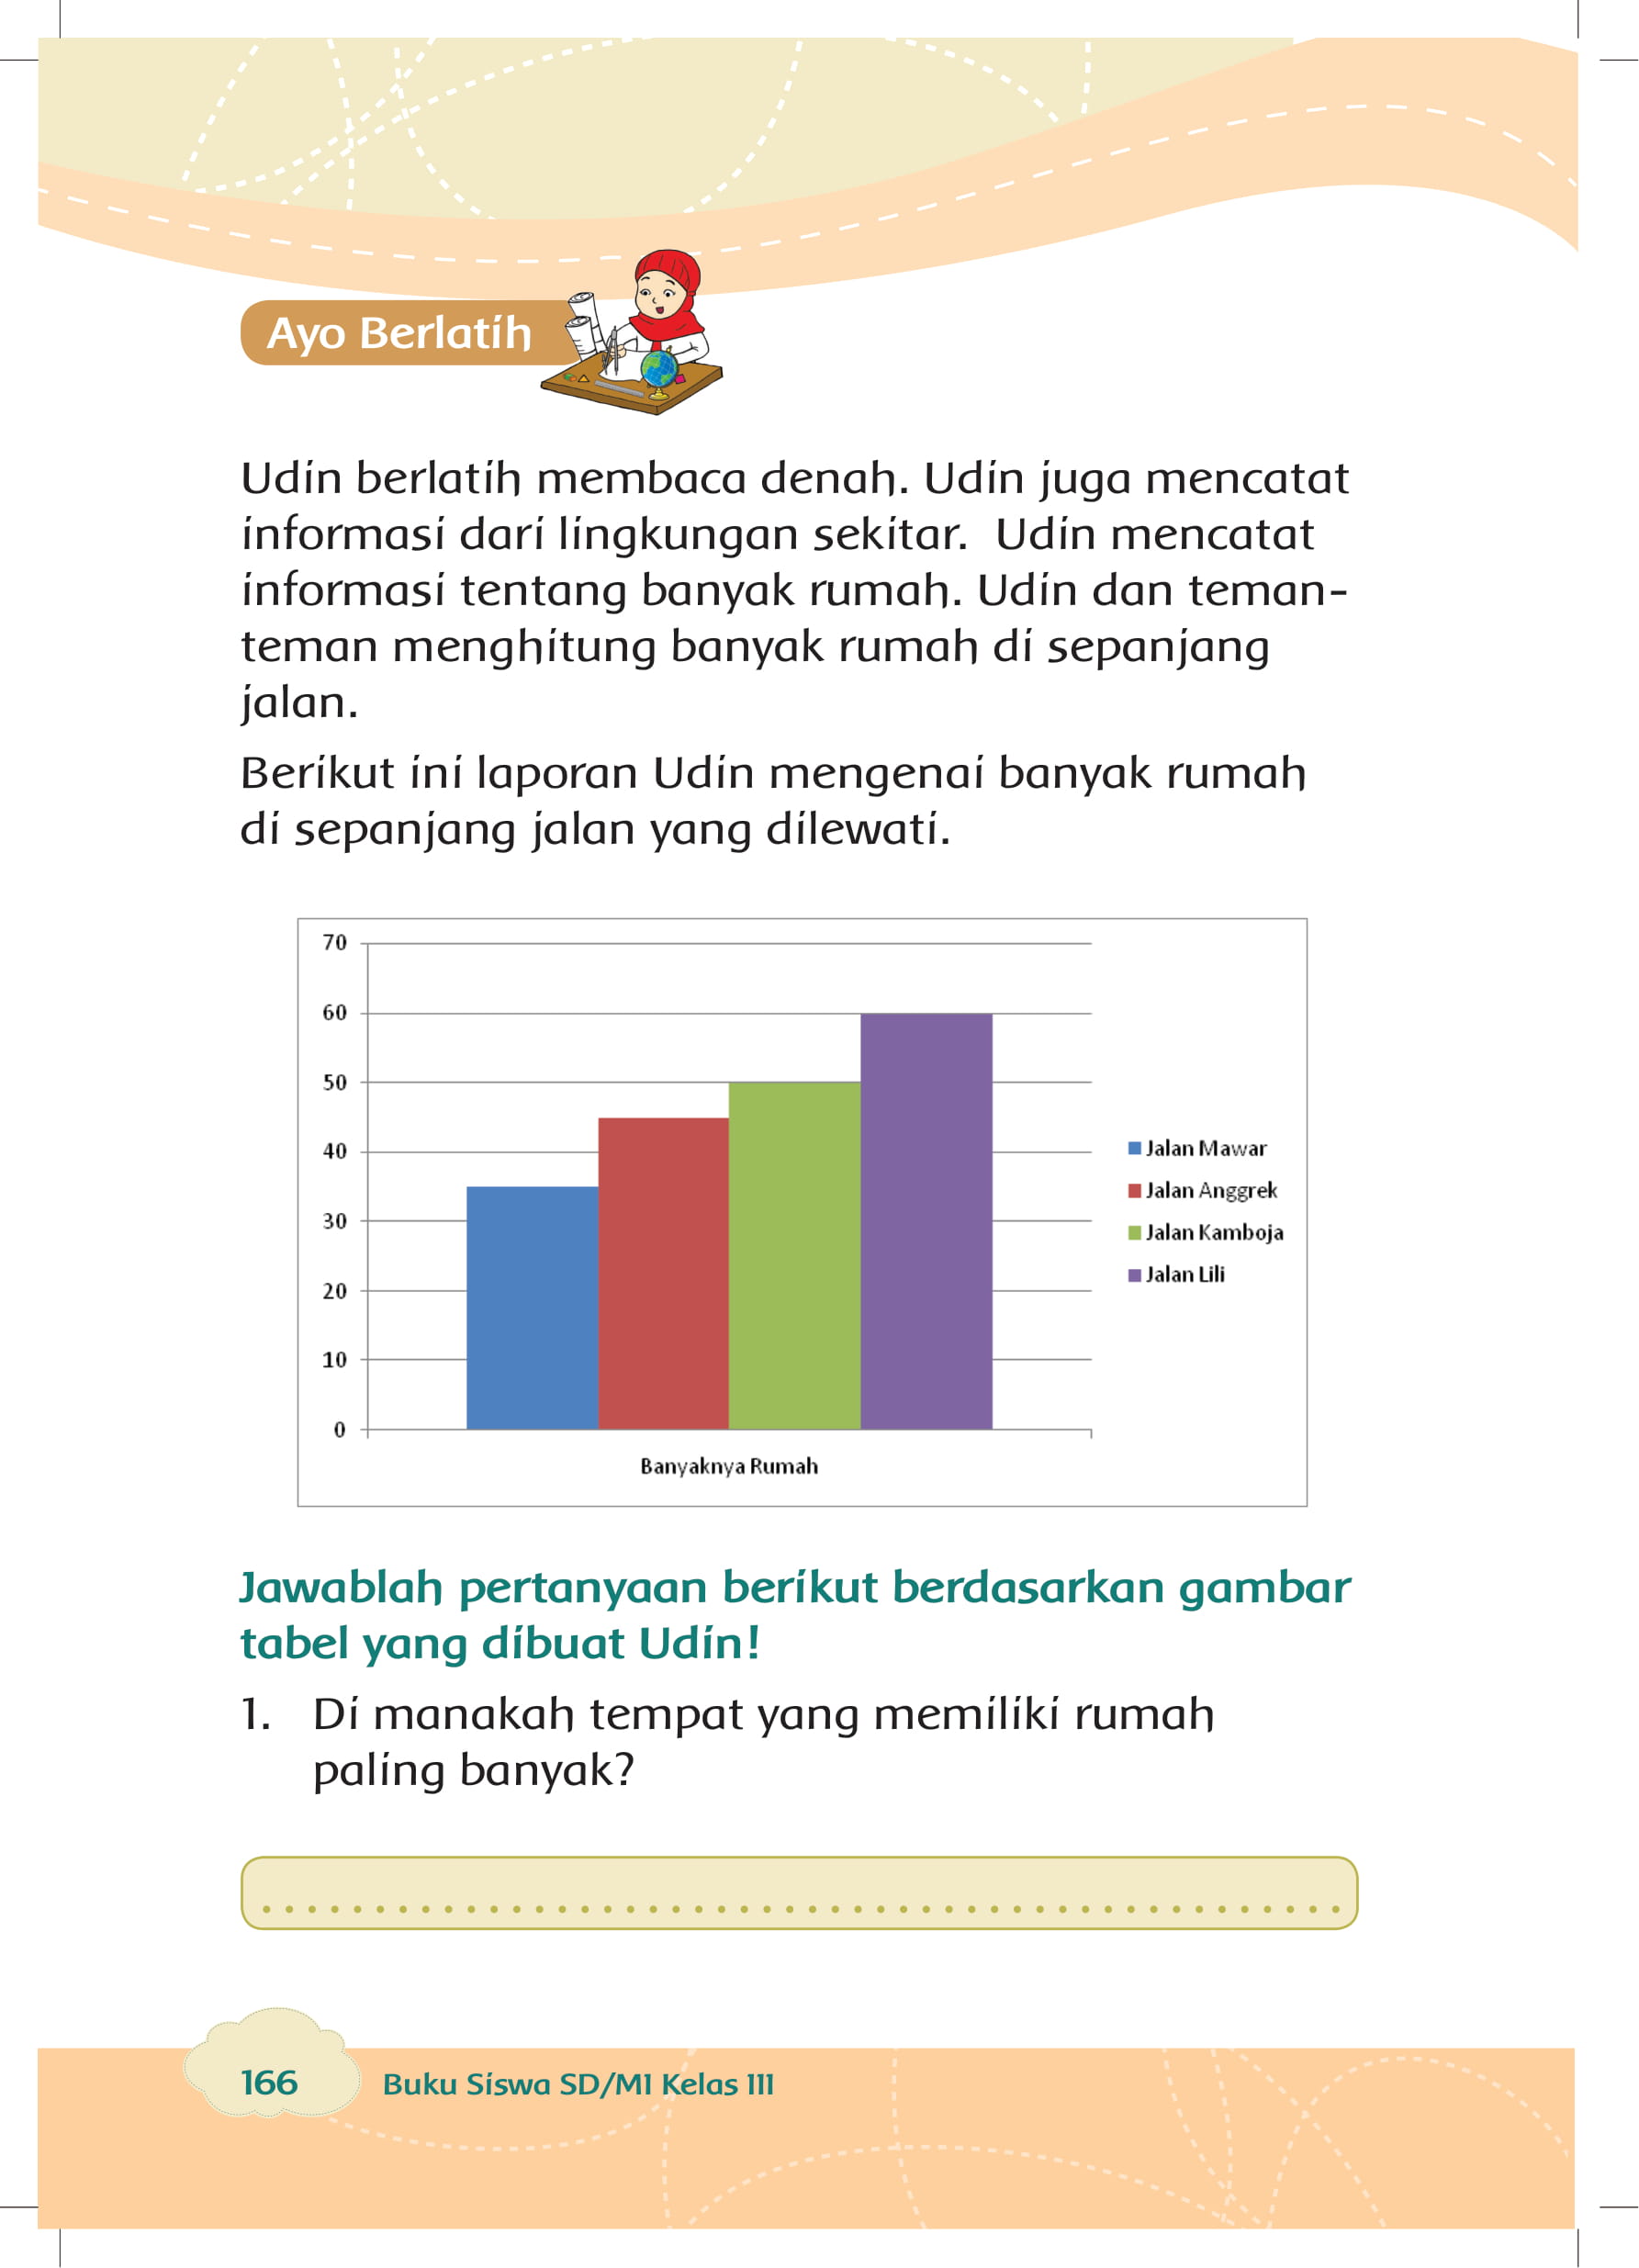 Ayo Berlatih
Udin berlatih membaca denah. Udin juga mencatat
informasi dari lingkungan sekitar.  Udin mencatat
informasi tentang banyak rumah. Udin dan teman-
teman menghitung banyak rumah di sepanjang
jalan.
Berikut ini laporan Udin mengenai banyak rumah
di sepanjang jalan yang dilewati.
70
60
50
40
30
20
10
0
Banyaknya Rumah
Jalan Mawar
Jalan Anggrek
Jalan Kamboja
Jalan Lili
Jawablah pertanyaan berikut berdasarkan gambar
tabel yang dibuat Udin!
1. Di manakah tempat yang memiliki rumah
paling banyak?
166 Buku Siswa SD/MI Kelas III